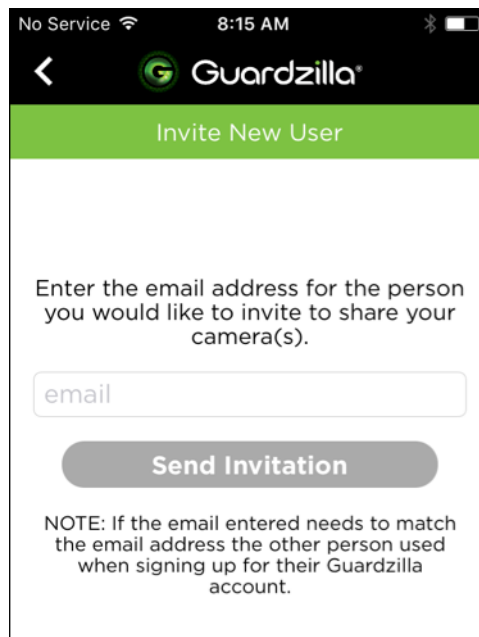 No Service 8:15 AM
Guardzilla®
Invite New User
Enter the email address for the person
you would like to invite to share your
camera(s).
email
Send Invitation
NOTE: If the email entered needs to match
the email address the other person used
when signing up for their Guardzilla
account.